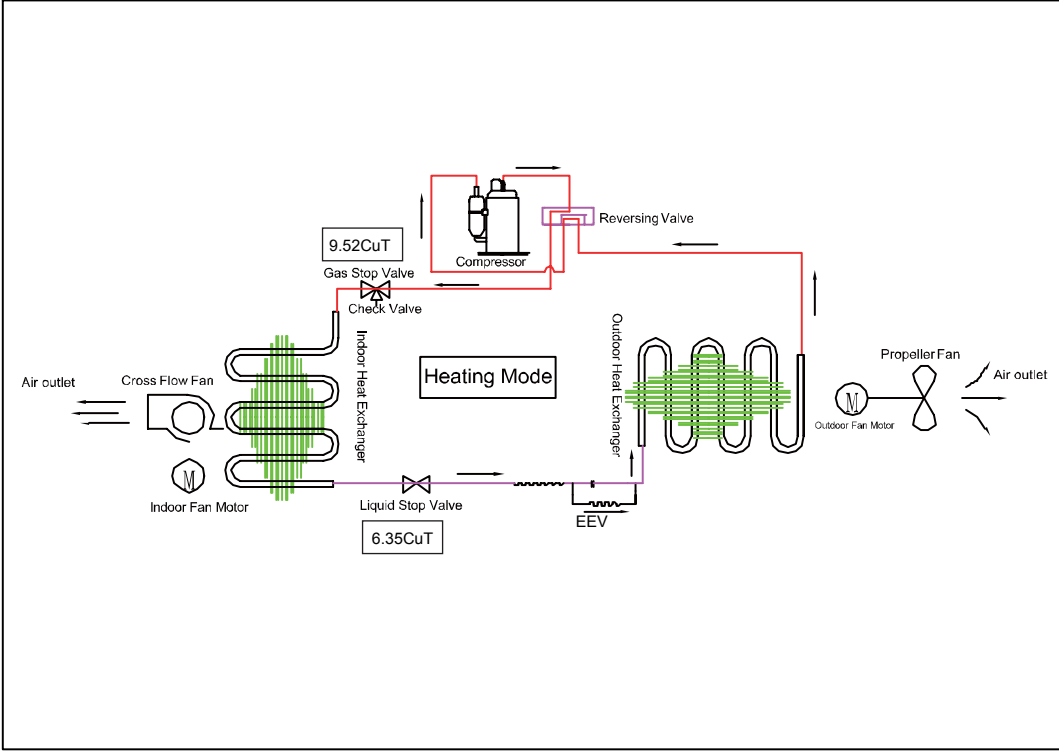 Reversing Valve
9.52CuT
Compressor
Gas Stop Valve
Check Valve
Indoor Heat Exchanger
Outdoor Heat Exchanger
Heating Mode
Air outlet
Cross Flow Fan
Propeller Fan
Air outlet
M
Outdoor Fan Motor
M
Indoor Fan Motor
Liquid Stop Valve
EEV
6.35CuT